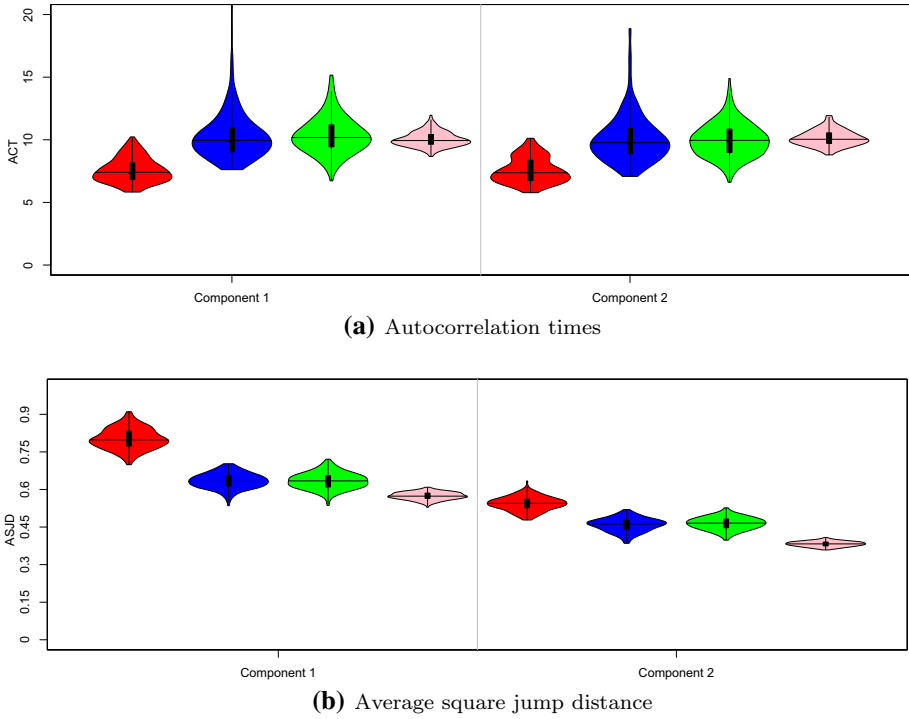 20
15
10
5
0
ACT
Component 1
Component 2
(a) Autocorrelation times
0.9
0.75
0.6
0.45
0.3
0.15
0
ASJD
Component 1
Component 2
(b) Average square jump distance